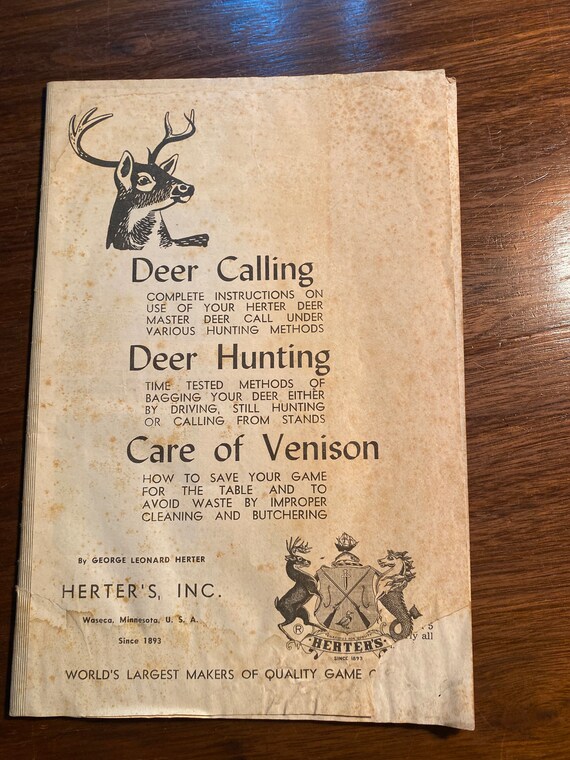 Deer Calling
COMPLETE INSTRUCTIONS ON
USE OF YOUR HERTER DEER
MASTER DEER CALL UNDER
VARIOUS HUNTING METHODS
Deer Hunting
TIME TESTED METHODS OF
BAGGING YOUR DEER EITHER
BY DRIVING, STILL HUNTING
OR CALLING FROM STANDS
Care of Venison
HOW TO SAVE YOUR GAME
FOR THE TABLE AND TO
AVOID WASTE BY IMPROPER
CLEANING AND BUTCHERING
By GEORGE LEONARD HERTER
HERTER'S, INC.
Waseca, Minnesota, U. S. A.
Since 1893
®
HERTER'S
SINCE 1893
5
ly all
WORLD'S LARGEST MAKERS OF QUALITY GAME C